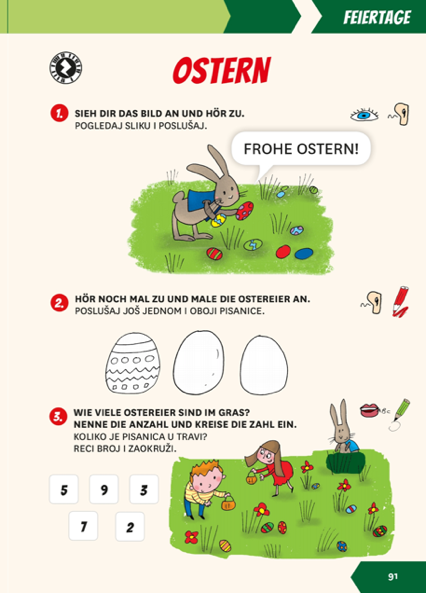 FEIERTAGE
OSTERN
1. SIEH DIR DAS BILD AN UND HÖR ZU.
POGLEDAJ SLIKU I POSLUŠAJ.
FROHE OSTERN!
2. HÖR NOCH MAL ZU UND MALE DIE OSTEREIER AN.
POSLUŠAJ JOŠ JEDNOM I OBOJI PISANICE.
3. WIE VIELE OSTEREIER SIND IM GRAS?
NENNE DIE ANZAHL UND KREISE DIE ZAHL EIN.
KOLIKO JE PISANICA U TRAVI?
RECI BROJ I ZAOKRUŽI.
5 9 3
7 2
91